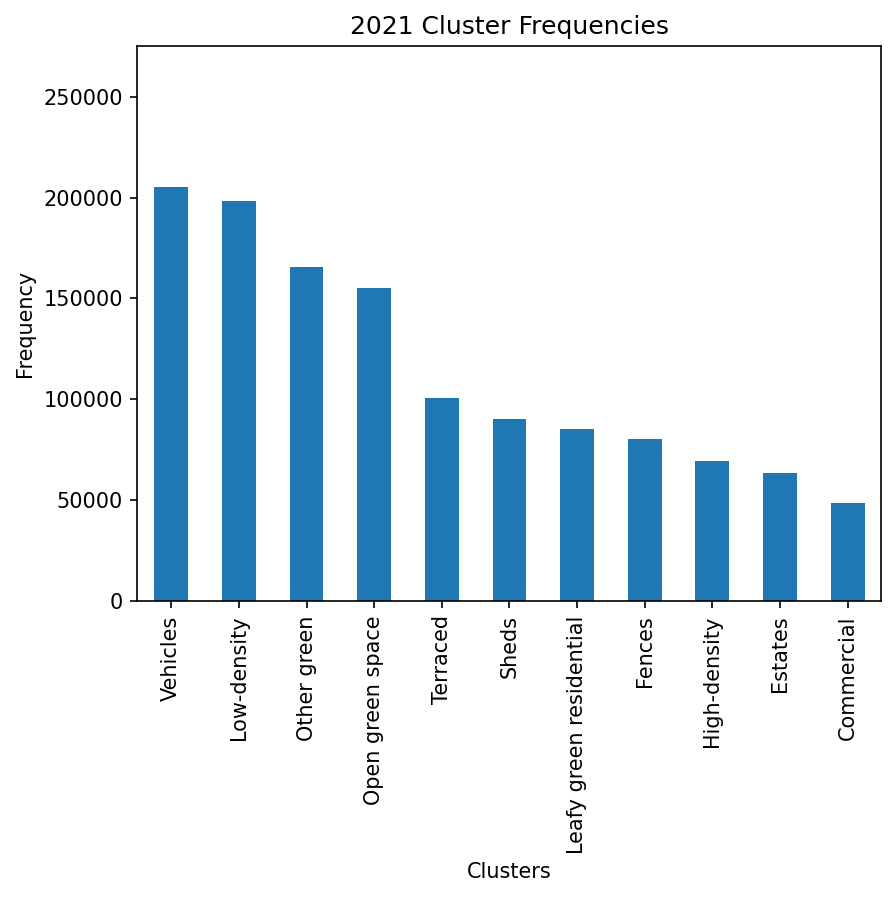 2021 Cluster Frequencies
Frequency
250000
200000
150000
100000
50000
0
Vehicles
Low-density
Other green
Open green space
Terraced
Sheds
Leafy green residential
Fences
High-density
Estates
Commercial
Clusters